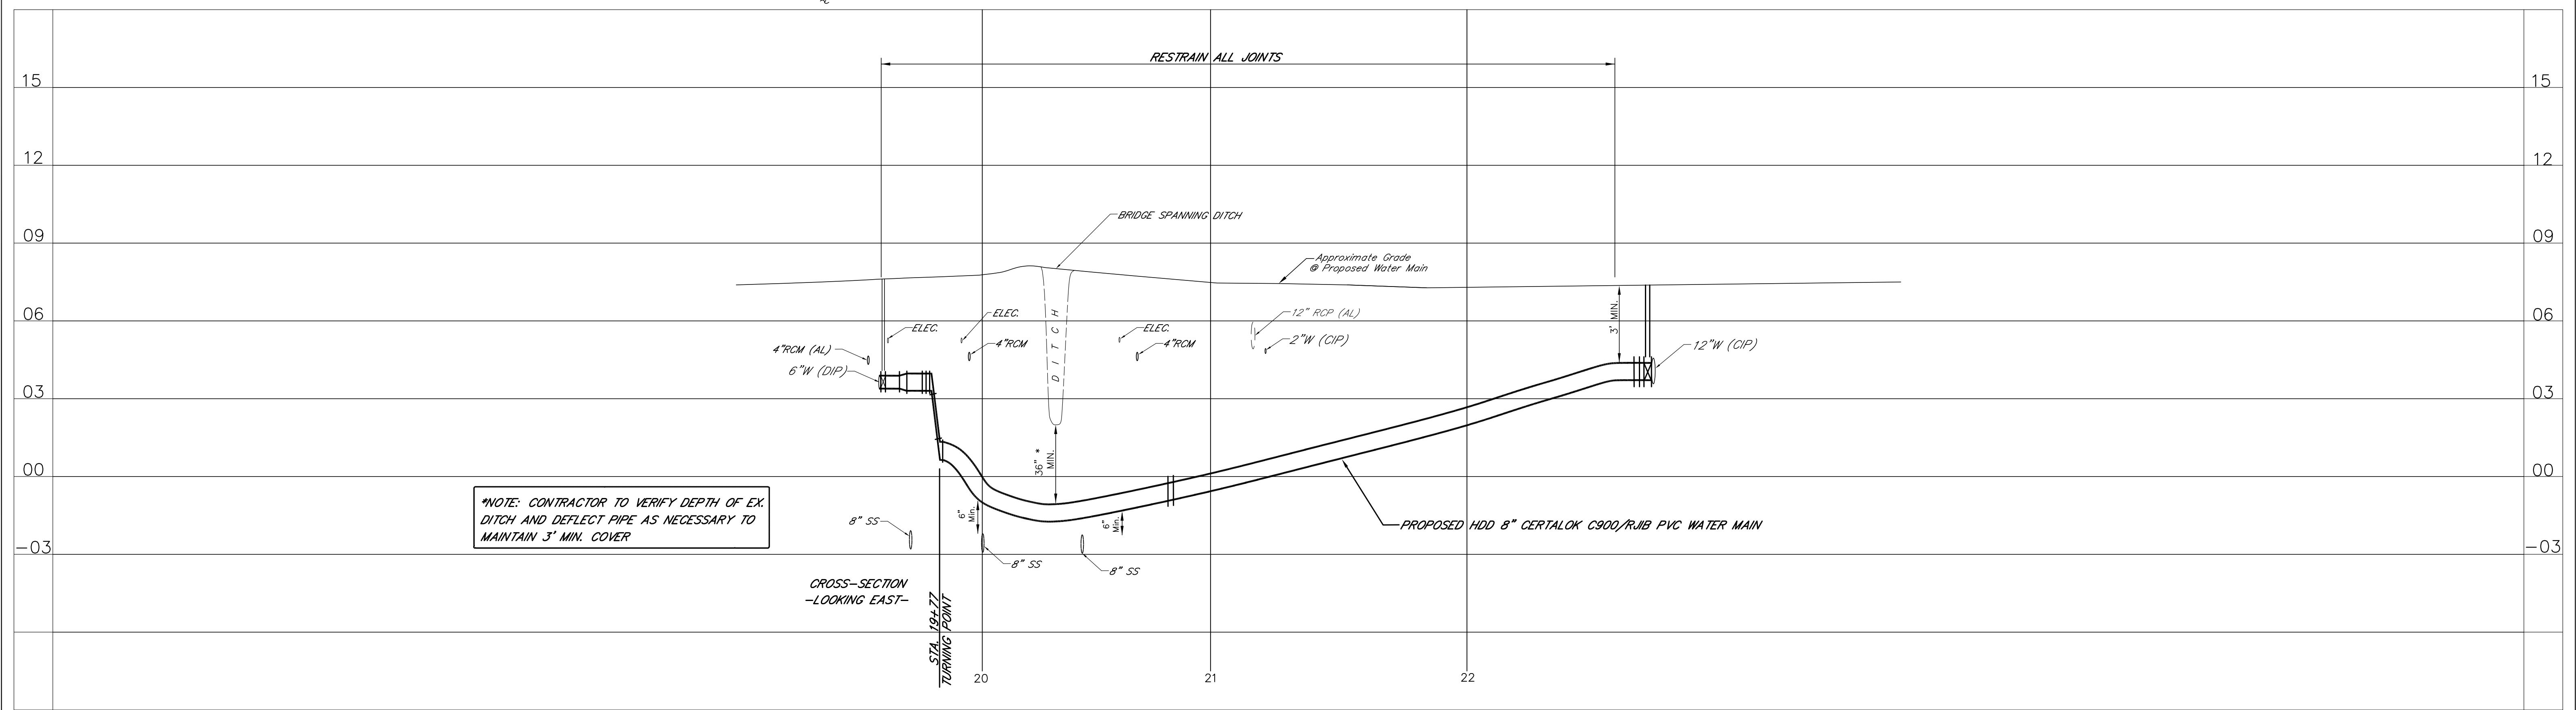 RESTRAIN ALL JOINTS
15 15
12 12
BRIDGE SPANNING DITCH
09 09
Approximate Grade
@ Proposed Water Main
06 06
ELEC.
ELEC.
ELEC.
12" RCP (AL)
2"W (CIP)
4"RCM (AL)
4"RCM
4"RCM
6"W (DIP)
DITCH
3' MIN.
12"W (CIP)
03 03
36" *
MIN.
00 00
*NOTE: CONTRACTOR TO VERIFY DEPTH OF EX.
DITCH AND DEFLECT PIPE AS NECESSARY TO
MAINTAIN 3' MIN. COVER
8" SS
6"
Min.
6"
Min.
PROPOSED HDD 8" CERTALOK C900/RJIB PVC WATER MAIN
-03 -03
8" SS
8" SS
CROSS-SECTION
-LOOKING EAST-
STA. 19+77
TURNING POINT
20 21 22